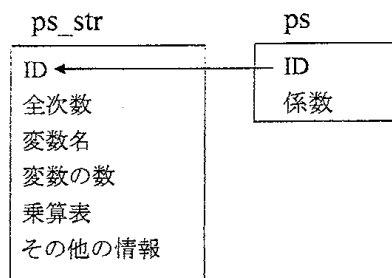 ps_str
ID
全次数
変数名
変数の数
乗算表
その他の情報
ps
ID
係数